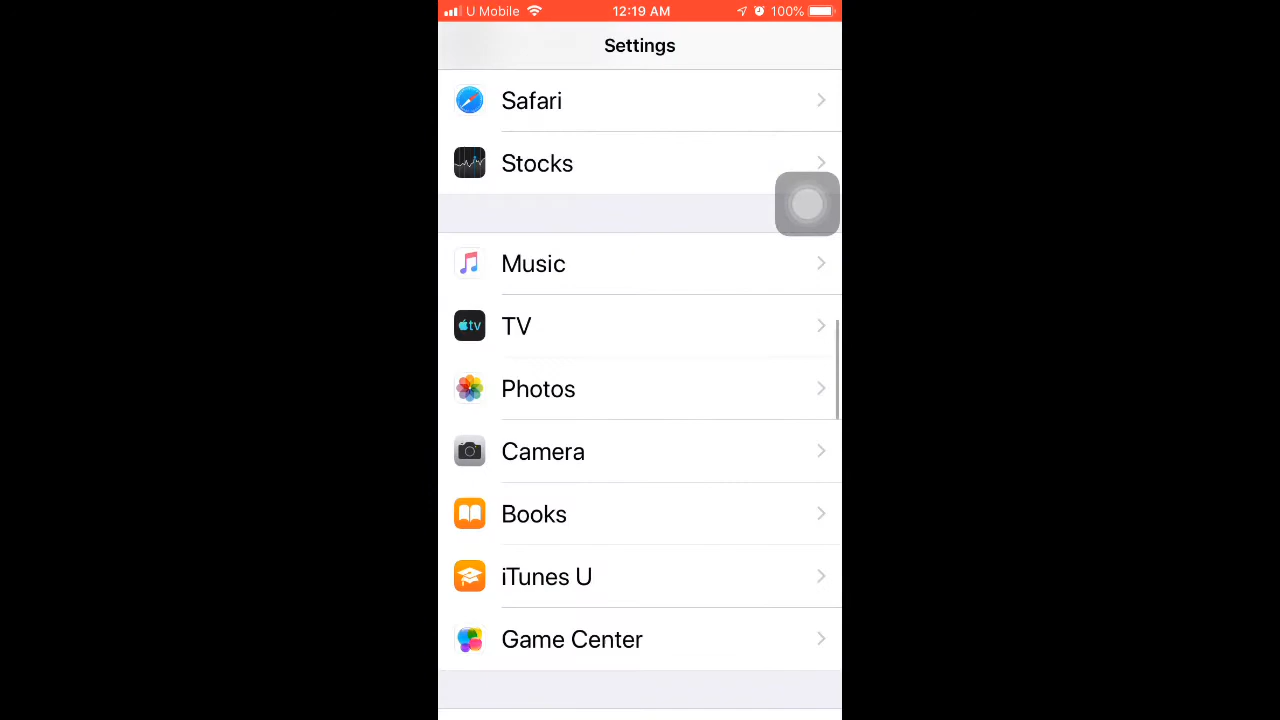 U Mobile 12:19 AM 100%
Settings
Safari
Stocks
Music
tv TV
Photos
Camera
Books
iTunes U
Game Center